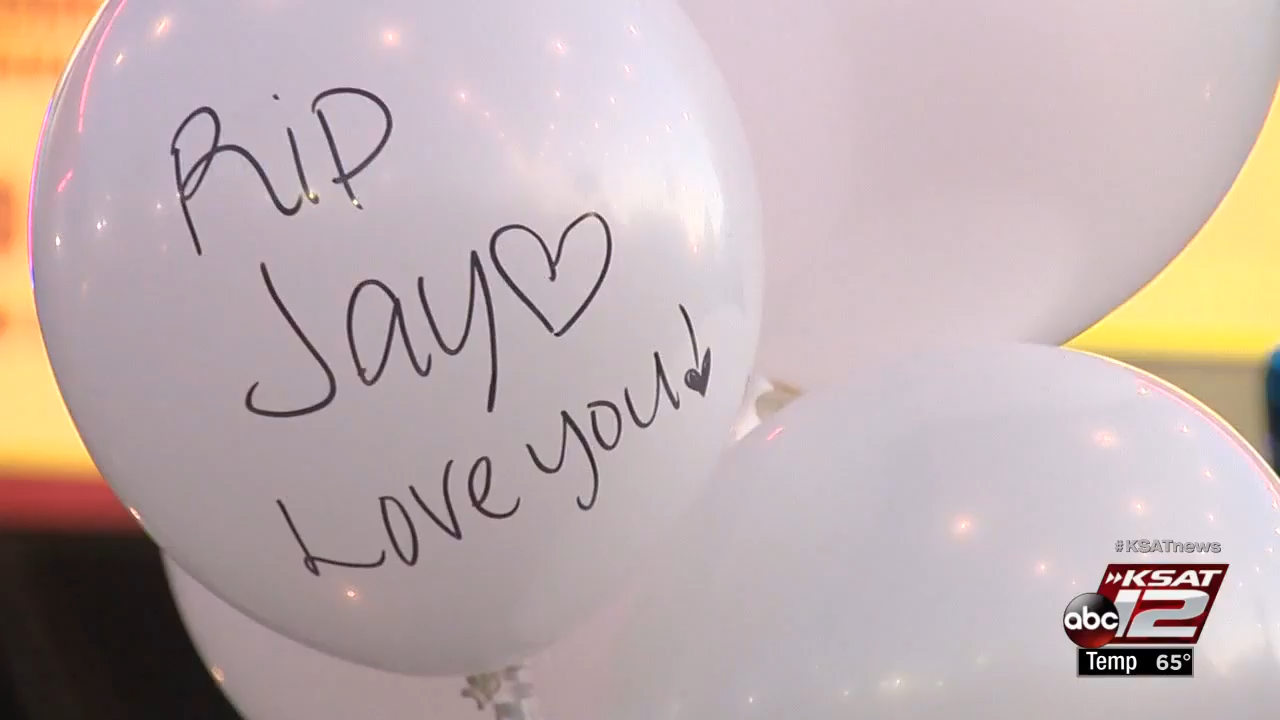 RiP
Jay♡
Love you!
#KSATnews
KSAT
abc 12
Temp 65°